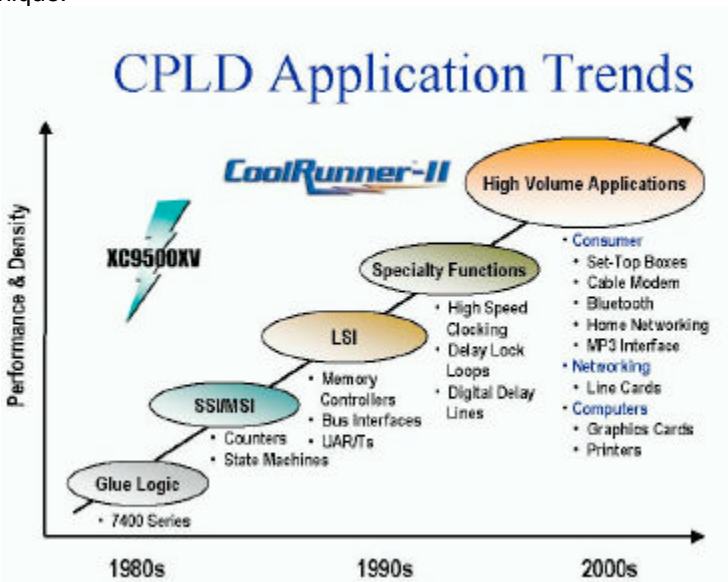 CPLD Application Trends
CoolRunner-II
XC9500XV
Performance & Density
High Volume Applications
• Consumer
• Set-Top Boxes
• Cable Modem
• Bluetooth
• Home Networking
• MP3 Interface
• Networking
• Line Cards
• Computers
• Graphics Cards
• Printers
Specialty Functions
• High Speed
Clocking
• Delay Lock
Loops
• Digital Delay
Lines
LSI
• Memory
Controllers
• Bus Interfaces
• UAR/Ts
SSI/MSI
• Counters
• State Machines
Glue Logic
• 7400 Series
1980s
1990s
2000s